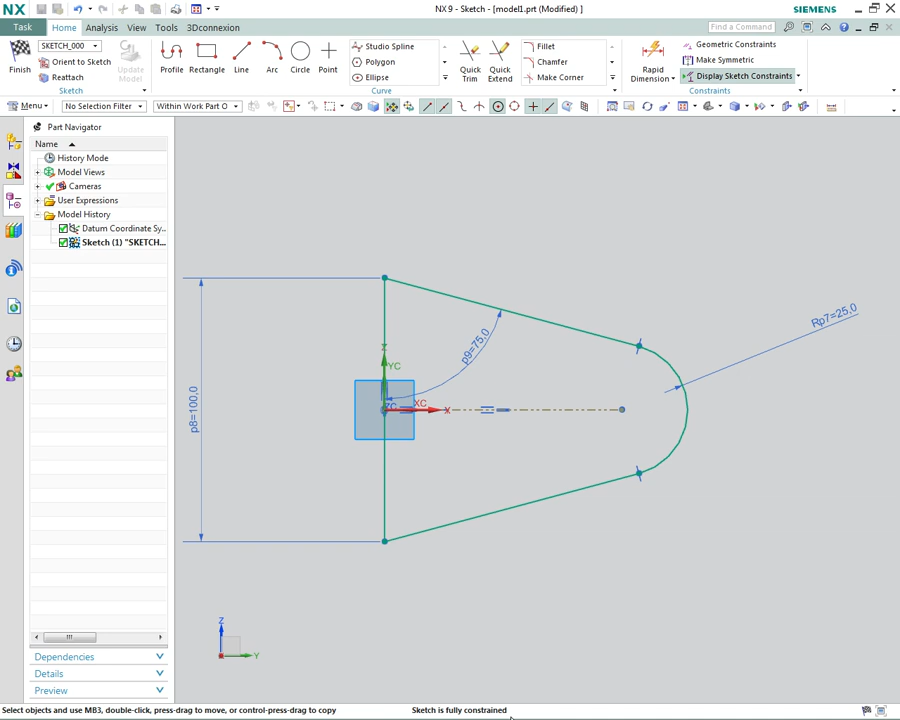 NX
NX 9 - Sketch - [model1.prt (Modified) ]
SIEMENS
Task
Home
Analysis
View
Tools
3Dconnexion
Find a Command
SKETCH_000
Orient to Sketch
Reattach
Finish
Update
Model
Sketch
Profile
Rectangle
Line
Arc
Circle
Point
Studio Spline
Polygon
Ellipse
Quick
Trim
Quick
Extend
Fillet
Chamfer
Make Corner
Curve
Rapid
Dimension
Geometric Constraints
Make Symmetric
Display Sketch Constraints
Constraints
Menu
No Selection Filter
Within Work Part O
Part Navigator
Name
History Mode
Model Views
Cameras
User Expressions
Model History
Datum Coordinate Sy...
Sketch (1) "SKETCH...
Dependencies
Details
Preview
p8=100,0
p9=75,0
Rp7=25,0
Z
YC
ZC
XC
X
Z
Y
Select objects and use MB3, double-click, press-drag to move, or control-press-drag to copy
Sketch is fully constrained